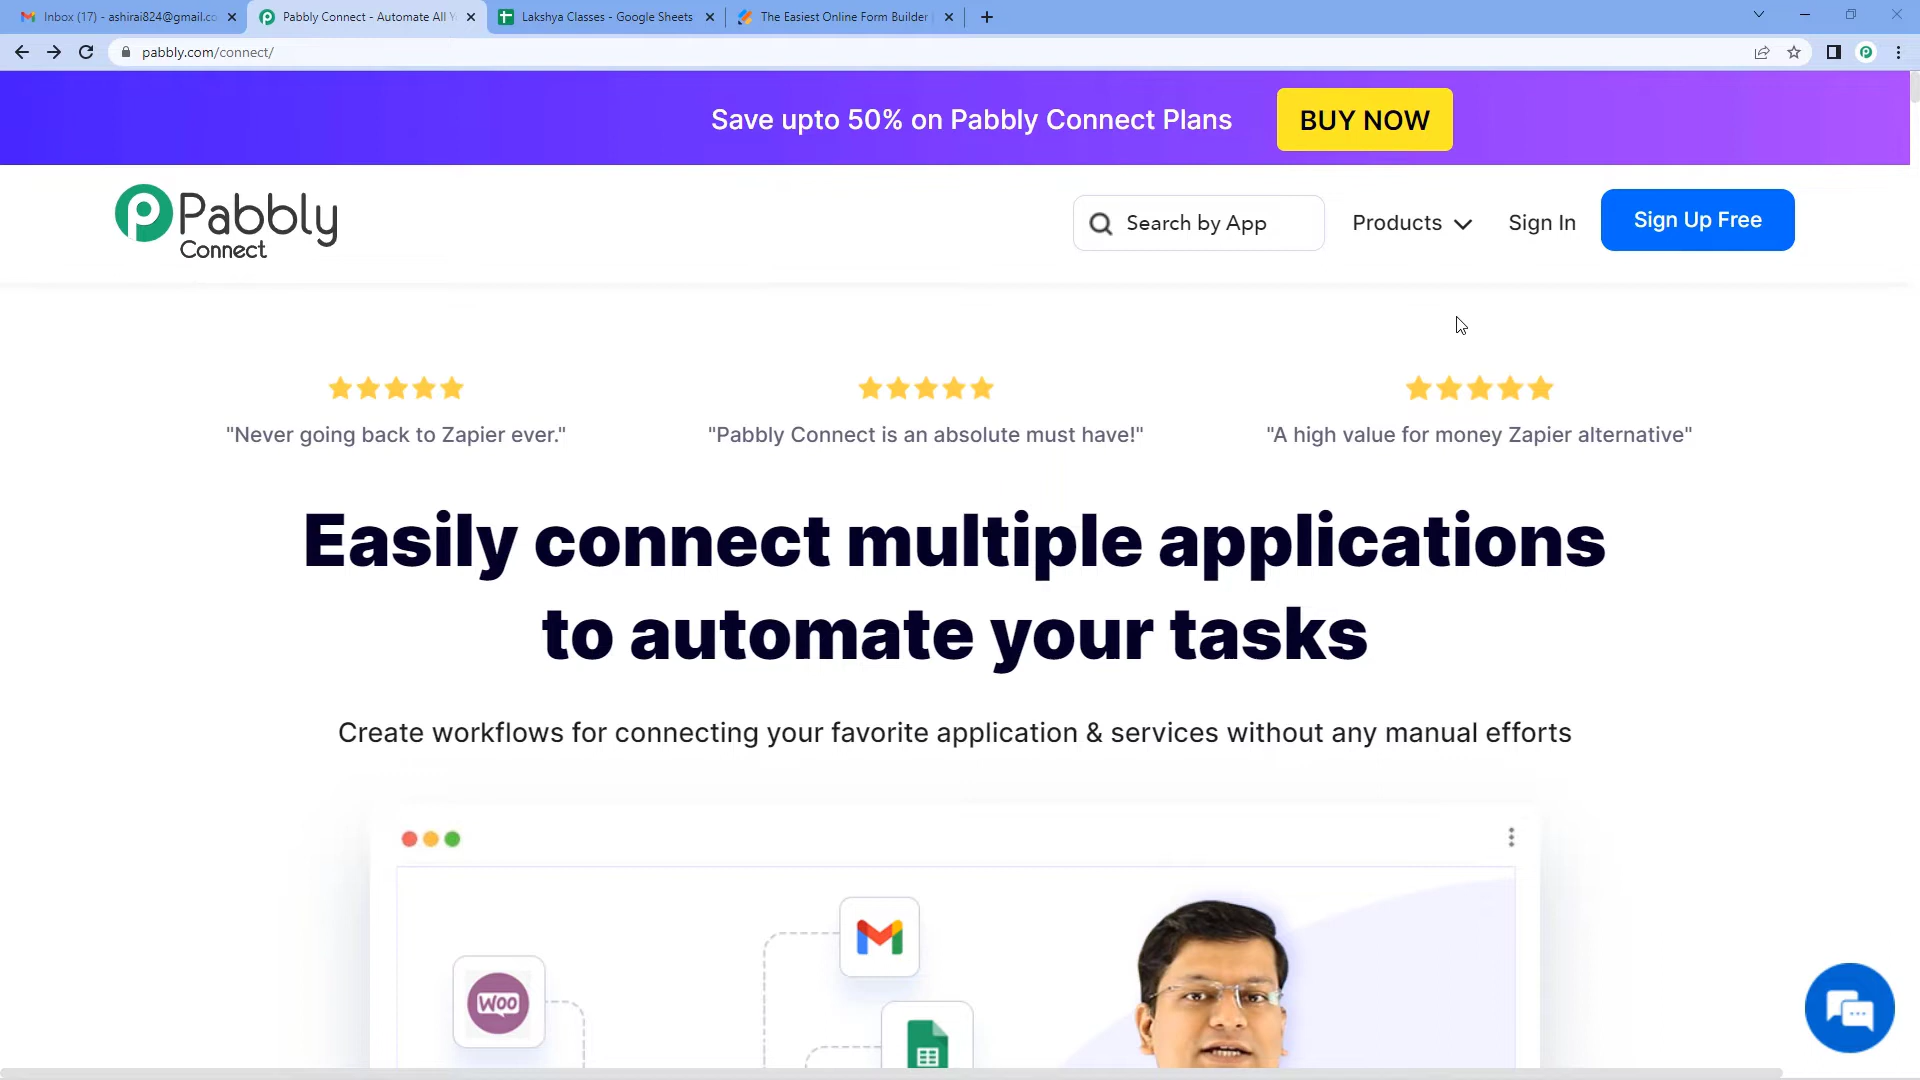 Inbox (17) - ashirai824@gmail.co
Pabbly Connect - Automate All Y
Lakshya Classes - Google Sheets
The Easiest Online Form Builder
pabbly.com/connect/
Save upto 50% on Pabbly Connect Plans
BUY NOW
Pabbly
Connect
Search by App
Products
Sign In
Sign Up Free
"Never going back to Zapier ever."
"Pabbly Connect is an absolute must have!"
"A high value for money Zapier alternative"
Easily connect multiple applications
to automate your tasks
Create workflows for connecting your favorite application & services without any manual efforts
WOO